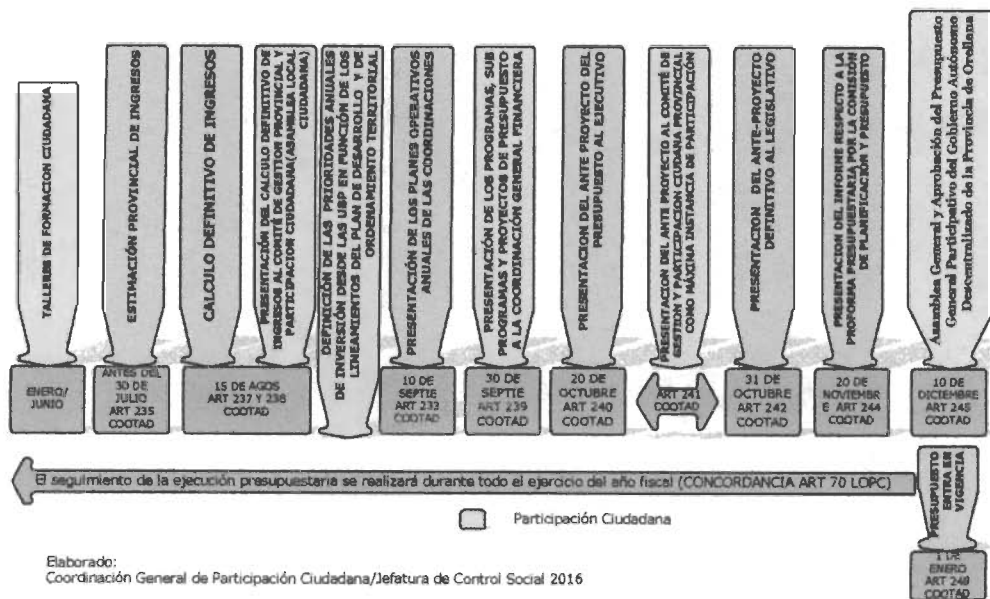 TALLERES DE FORMACION CIUDADANA
ENERO/
JUNIO
ESTIMACIÓN PROVINCIAL DE INGRESOS
ANTES DEL
30 DE
JULIO
ART 235
COOTAD
CALCULO DEFINITIVO DE INGRESOS
PRESENTACIÓN DEL CALCULO DEFINITIVO DE
INGRESOS AL COMITÉ DE GESTION PROVINCIAL Y
PARTICIPACION CIUDADANA(ASAMBLEA LOCAL
CIUDADANA)
15 DE AGOS
ART 237 Y 238
COOTAD
DEFINICIÓN DE LAS PRIORIDADES ANUALES
DE INVERSIÓN DESDE LAS UBP EN FUNCIÓN DE LOS
LINEAMIENTOS DEL PLAN DE DESARROLLO Y DE
ORDENAMIENTO TERRITORIAL
PRESENTACIÓN DE LOS PLANES OPERATIVOS
ANUALES DE LAS COORDINACIONES
10 DE
SEPTIE
ART 233
COOTAD
PRESENTACIÓN DE LOS PROGRAMAS, SUB
PROGRAMAS Y PROYECTOS DE PRESUPUESTO
A LA COORDINACIÓN GENERAL FINANCIERA
30 DE
SEPTIE
ART 239
COOTAD
PRESENTACION DEL ANTE PROYECTO DEL
PRESUPUESTO AL EJECUTIVO
20 DE
OCTUBRE
ART 240
COOTAD
PRESENTACION DEL ANTE PROYECTO AL COMITÉ DE
GESTION Y PARTICIPACION CIUDANA PROVINCIAL
COMO MÁXIMA INSTANCIA DE PARTICIPACIÓN
ART 241
COOTAD
PRESENTACION DEL ANTE-PROYECTO
DEFINITIVO AL LEGISLATIVO
31 DE
OCTUBRE
ART 242
COOTAD
PRESENTACION DEL INFORME RESPECTO A LA
PROFORMA PRESUPUESTARIA POR LA COMISIÓN
DE PLANIFICACIÓN Y PRESUPUESTO
20 DE
NOVIEMBR
E ART 244
COOTAD
Asamblea General y Aprobación del Presupuesto
General Participativo del Gobierno Autónomo
Descentralizado de la Provincia de Orellana
10 DE
DICIEMBRE
ART 245
COOTAD
El seguimiento de la ejecución presupuestaria se realizará durante todo el ejercicio del año fiscal (CONCORDANCIA ART 70 LOPC)
PRESUPUESTO
ENTRA EN
VIGENCIA
1 DE
ENERO
ART 248
COOTAD
Participación Ciudadana
Elaborado:
Coordinación General de Participación Ciudadana/Jefatura de Control Social 2016